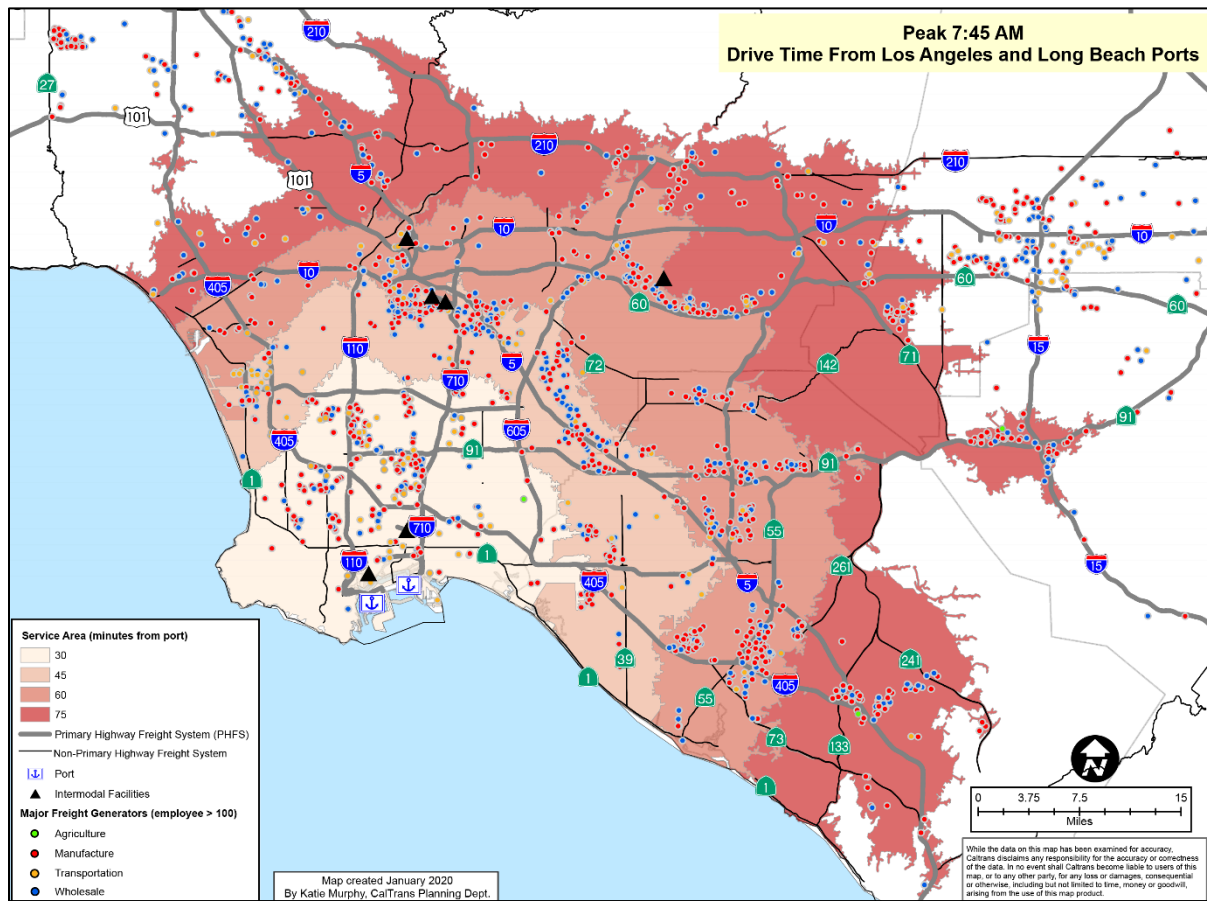 Peak 7:45 AM
Drive Time From Los Angeles and Long Beach Ports
210
27
101
210
5
101
210
10
10
10
405
10
60
60
60
110
15
5
72
142
71
710
91
605
405
91
91
1
710
55
1
110
405
5
261
15
39
241
1
405
55
73
133
1
N
0 3.75 7.5 15
Miles
Service Area (minutes from port)
30
45
60
75
Primary Highway Freight System (PHFS)
Non-Primary Highway Freight System
Port
Intermodal Facilities
Major Freight Generators (employee > 100)
Agriculture
Manufacture
Transportation
Wholesale
Map created January 2020
By Katie Murphy, CalTrans Planning Dept.
While the data on this map has been examined for accuracy,
Caltrans disclaims any responsibility for the accuracy or correctness
of the data. In no event shall Caltrans become liable to users of this
map, or to any other party, for any loss or damages, consequential
or otherwise, including but not limited to time, money or goodwill,
arising from the use of this map product.